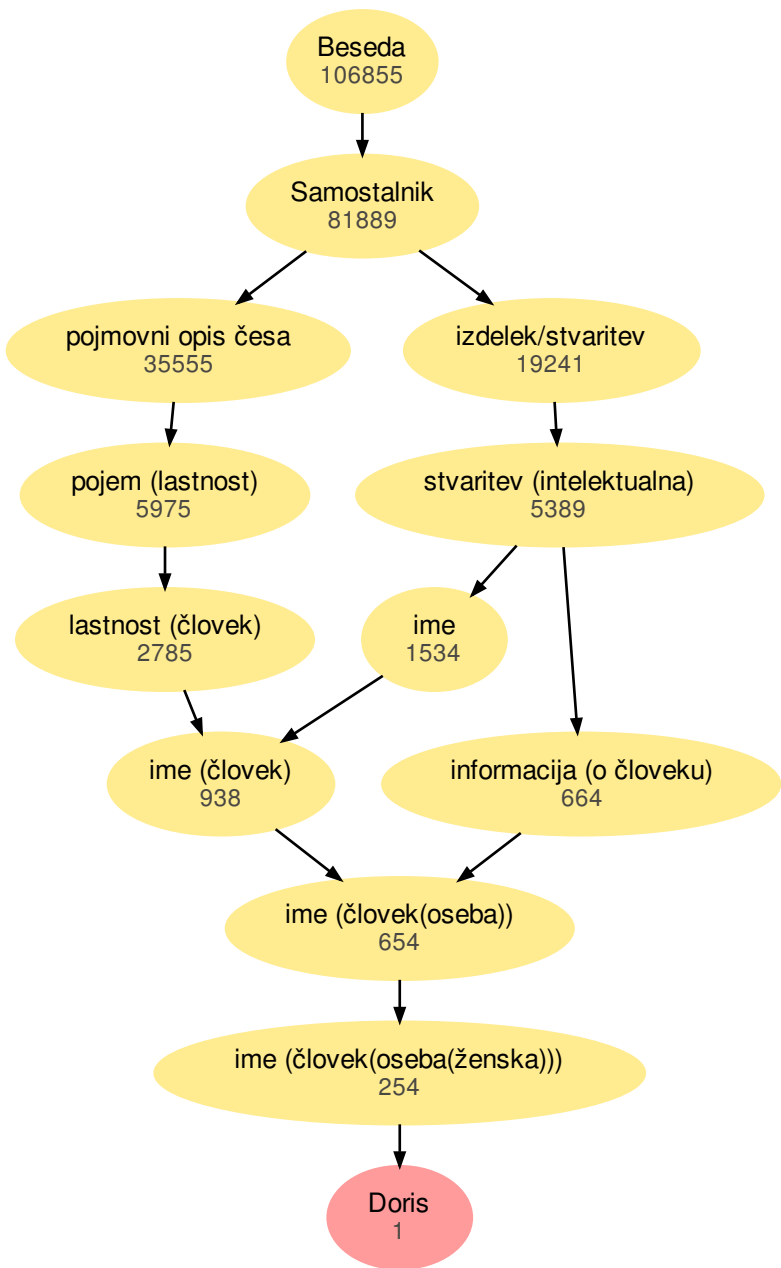 Beseda
106855
Samostalnik
81889
pojmovni opis česa
35555
izdelek/stvaritev
19241
pojem (lastnost)
5975
stvaritev (intelektualna)
5389
lastnost (človek)
2785
ime
1534
ime (človek)
938
informacija (o človeku)
664
ime (človek(oseba))
654
ime (človek(oseba(ženska)))
254
Doris
1